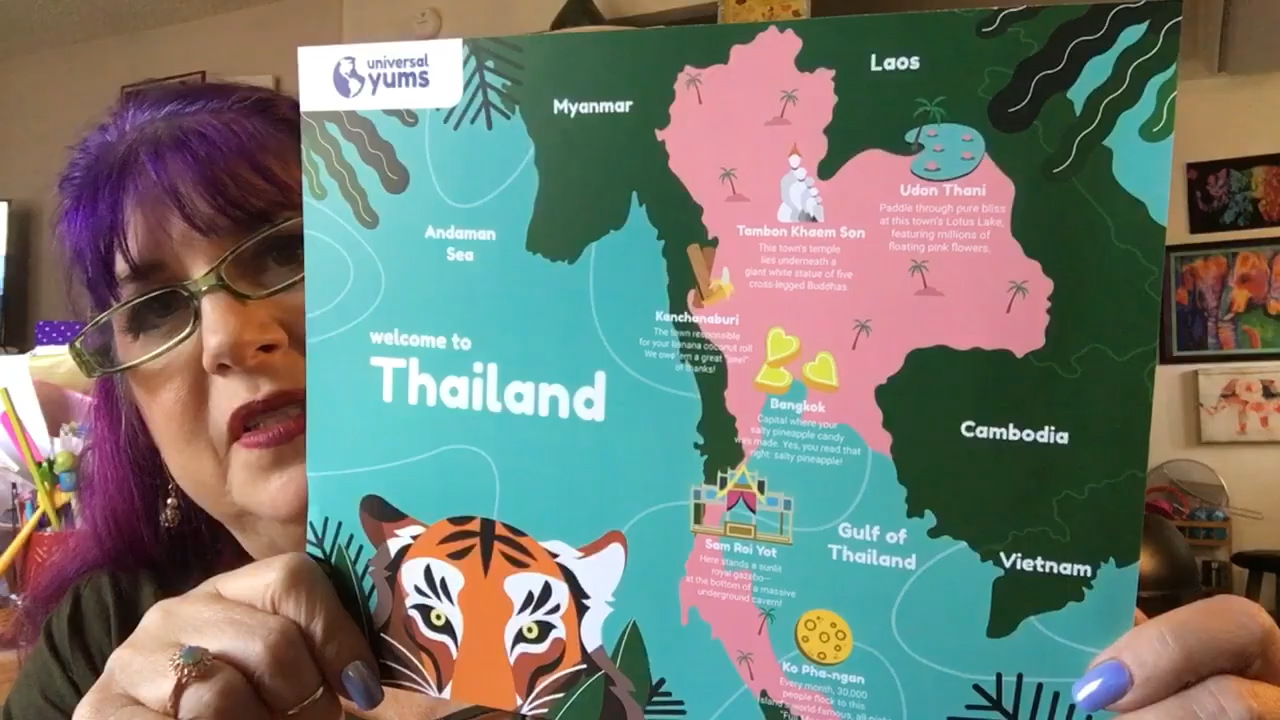 universal
yums
Myanmar
Laos
Udon Thani
Paddle through pure bliss
at this town's Lotus Lake,
featuring millions of
floating pink flowers.
Tambon Khaem Son
This town's temple
lies underneath a
giant white statue of five
cross-legged Buddhas.
Andaman
Sea
Kanchanaburi
The town responsible
for your banana coconut roll
We owe 'em a great "peel"
of thanks!
welcome to
Thailand
Bangkok
Capital where your
salty pineapple candy
was made. Yes, you read that
right: salty pineapple!
Cambodia
Gulf of
Thailand
Vietnam
Sam Roi Yot
Here stands a sunlit
royal gazebo—
at the bottom of a massive
underground cavern!
Ko Pha-ngan
Every month, 30,000
people flock to this
island's world-famous, all-night
"Full